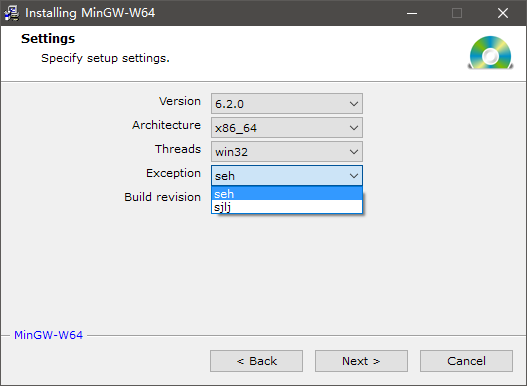 Installing MinGW-W64
Settings
Specify setup settings.
Version 6.2.0
Architecture x86_64
Threads win32
Exception seh
seh
Build revision
sjlj
MinGW-W64
< Back Next > Cancel